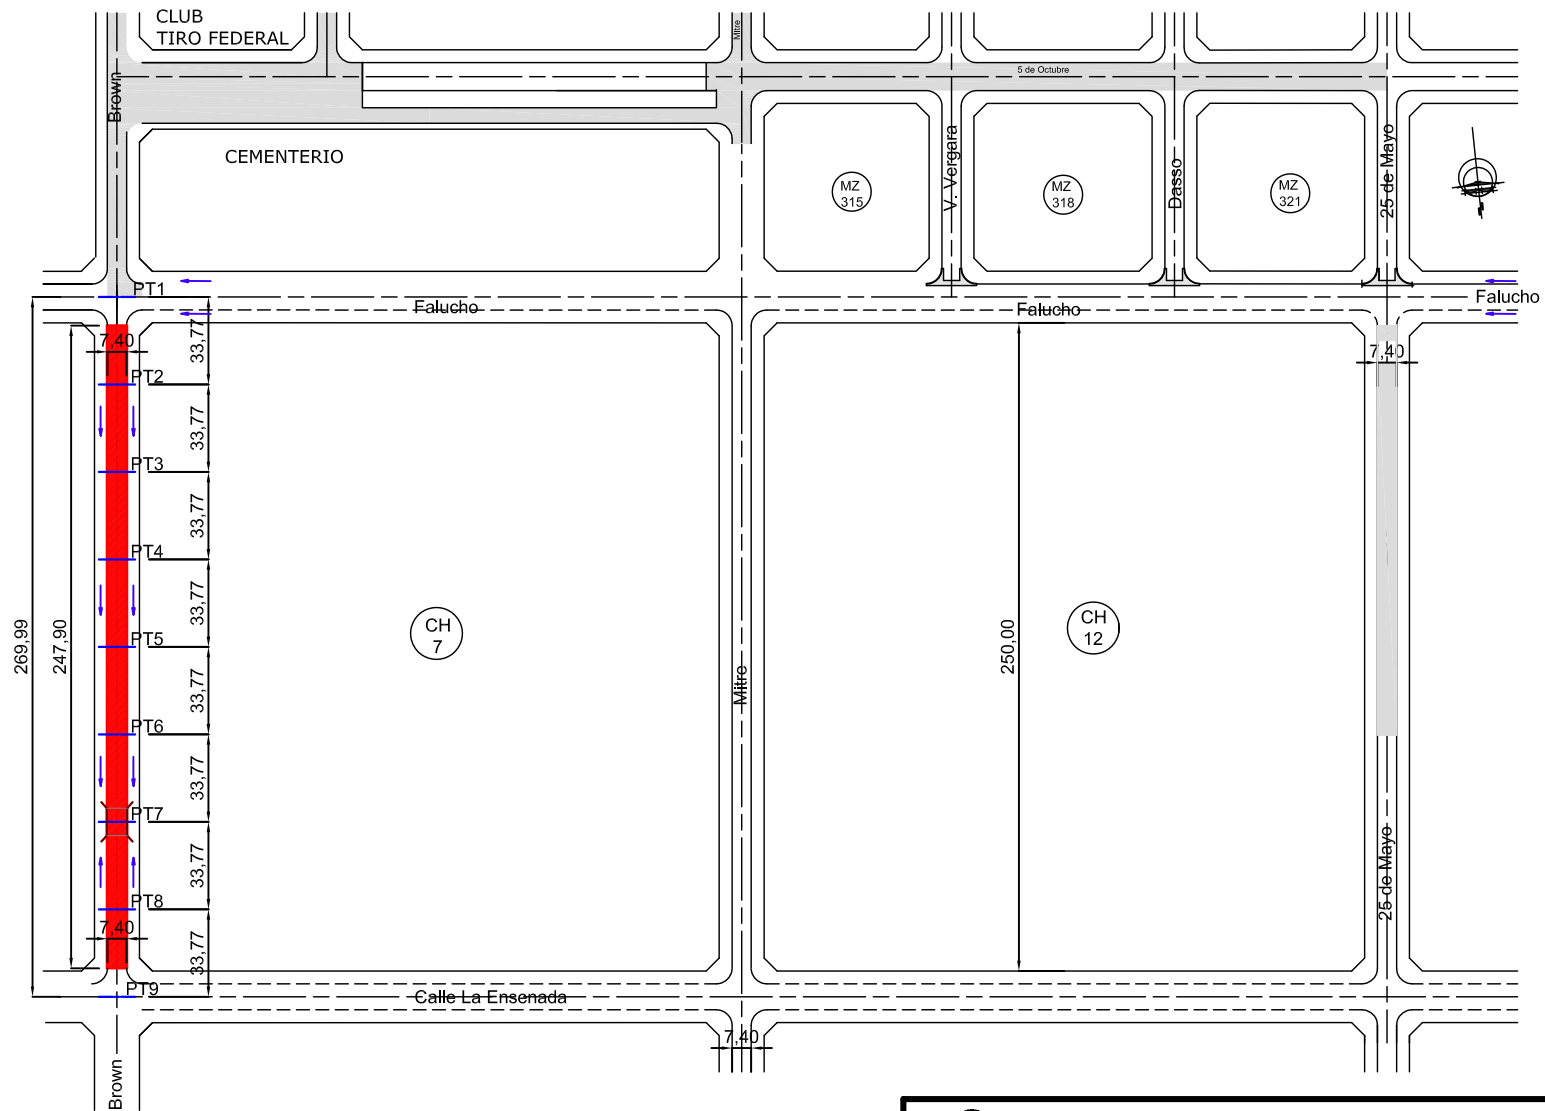 CLUB
TIRO FEDERAL
Brown
Mitre
5 de Octubre
CEMENTERIO
MZ
315
V. Vergara
MZ
318
Dasso
MZ
321
25 de Mayo
PT1
Falucho
Falucho
Falucho
7,40
33,77
7,40
PT2
33,77
PT3
33,77
PT4
33,77
PT5
269,99
247,90
CH
7
250,00
CH
12
33,77
Mitre
PT6
33,77
PT7
33,77
25 de Mayo
PT8
7,40
33,77
PT9
Calle La Ensenada
7,40
Brown